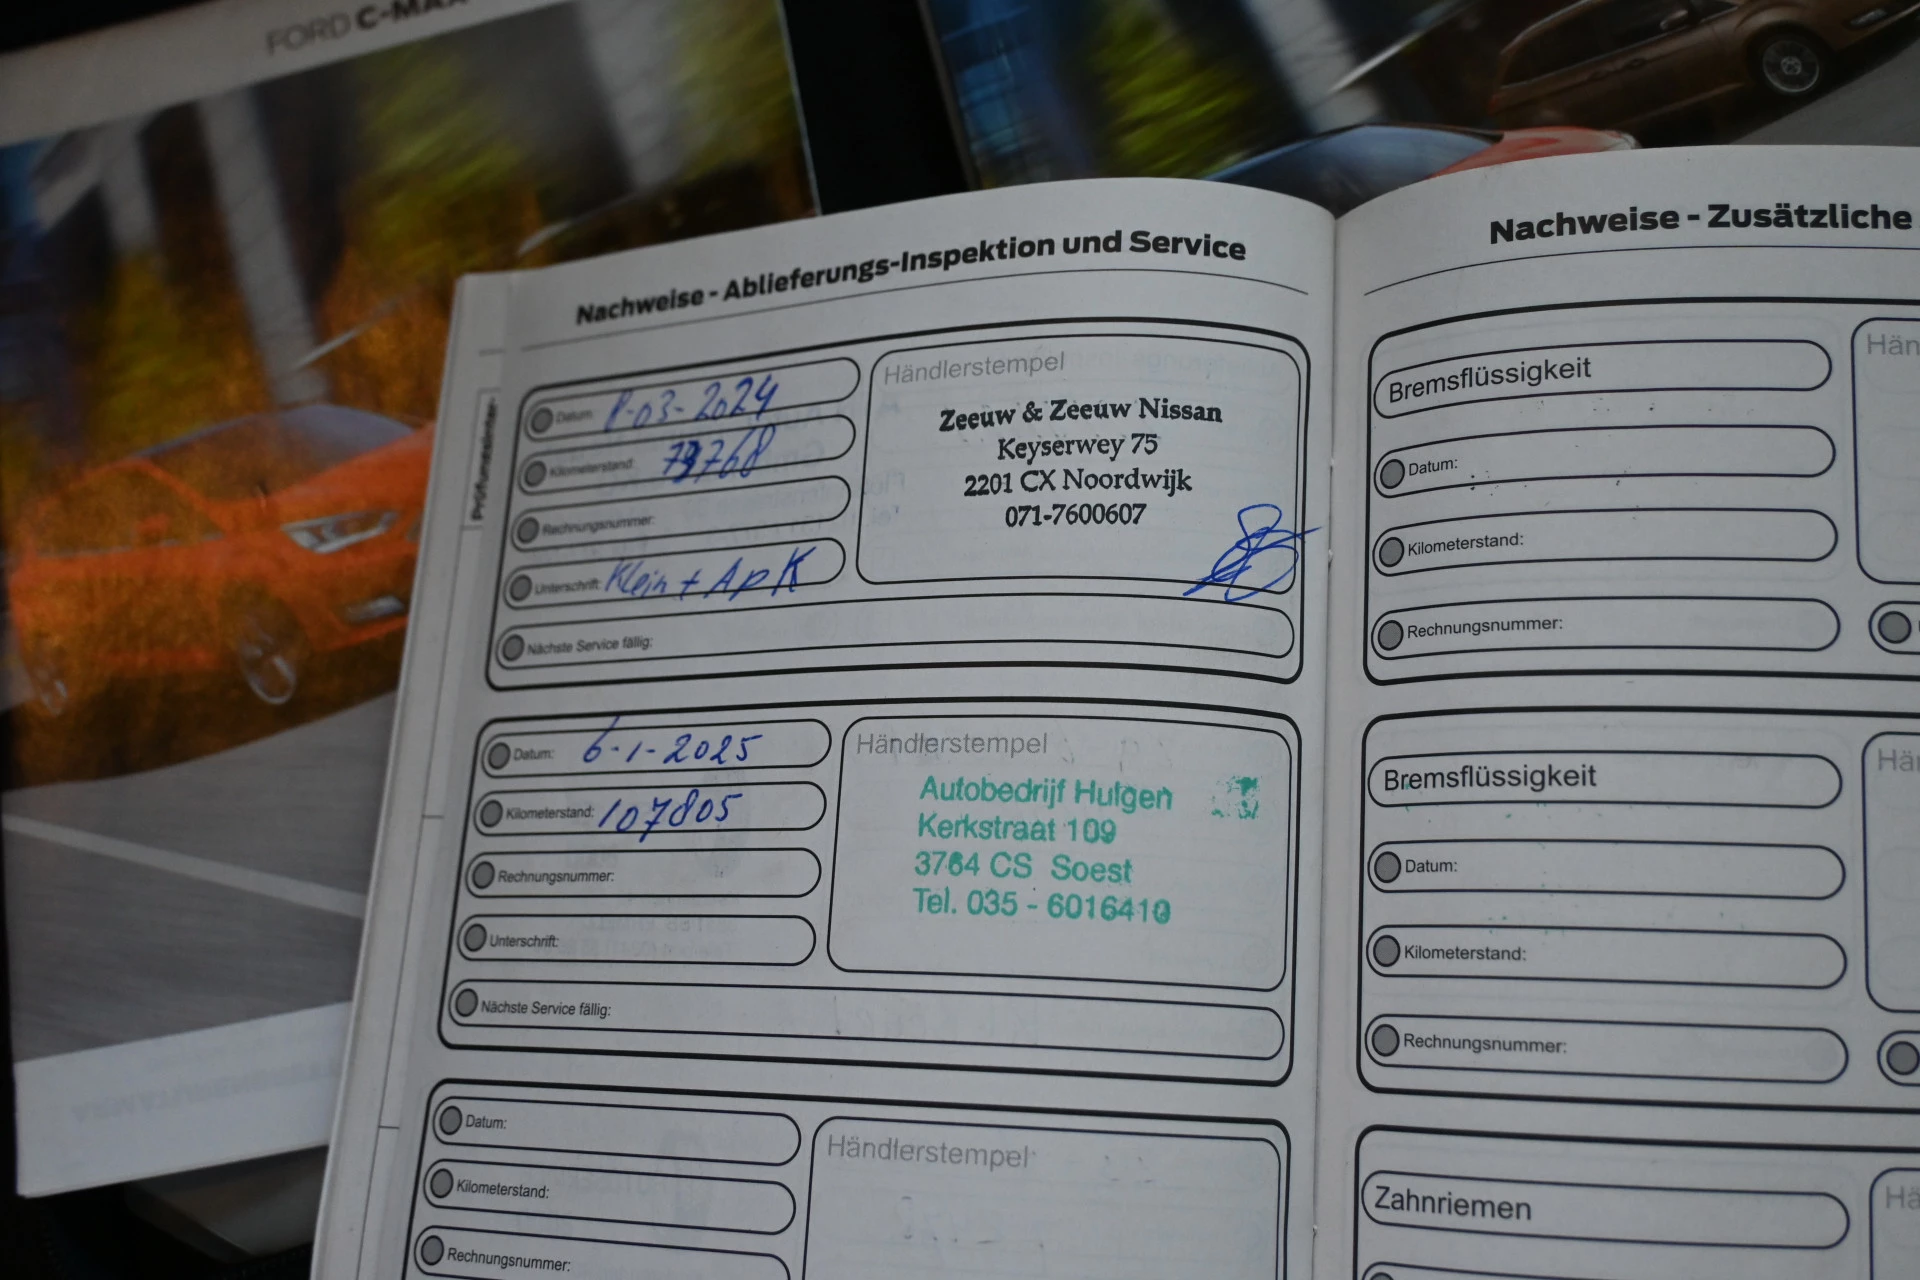 FORD C-MAX
Nachweise - Ablieferungs-Inspektion und Service
Datum: 8-03-2024
Kilometerstand: 79768
Rechnungsnummer:
Unterschrift: Klein + Apk
Nächste Service fällig:
Händlerstempel
Zeeuw & Zeeuw Nissan
Keyserwey 75
2201 CX Noordwijk
071-7600607
Datum: 6-1-2025
Kilometerstand: 107805
Rechnungsnummer:
Unterschrift:
Nächste Service fällig:
Händlerstempel
Autobedrijf Hulgen
Kerkstraat 109
3764 CS Soest
Tel. 035 - 6016410
Datum:
Kilometerstand:
Rechnungsnummer:
Händlerstempel
Nachweise - Zusätzliche
Bremsflüssigkeit
Datum:
Kilometerstand:
Rechnungsnummer:
Bremsflüssigkeit
Datum:
Kilometerstand:
Rechnungsnummer:
Zahnriemen